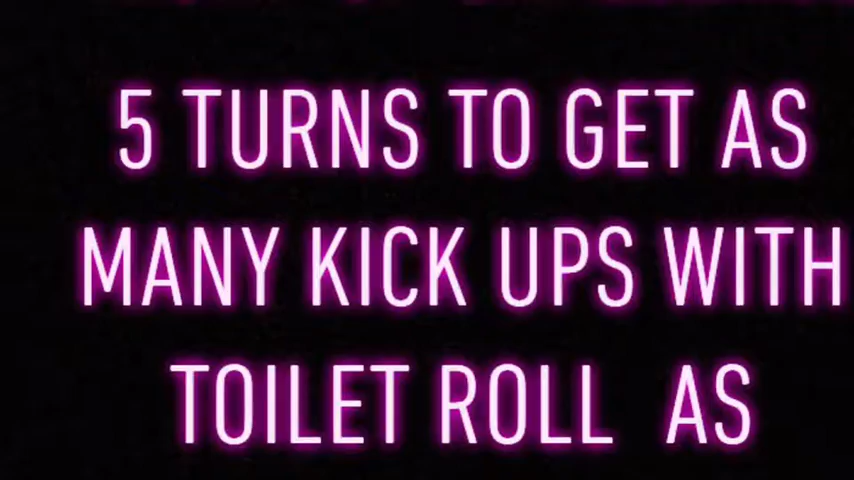 5 TURNS TO GET AS
MANY KICK UPS WITH
TOILET ROLL AS